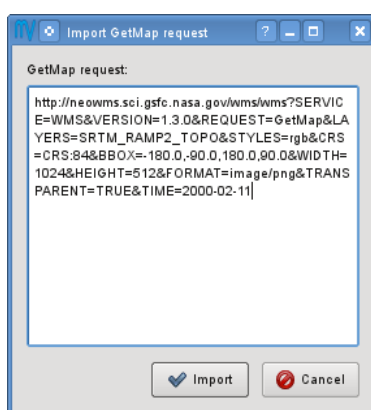 Import GetMap request
GetMap request:
http://neowms.sci.gsfc.nasa.gov/wms/wms?SERVIC
E=WMS&VERSION=1.3.0&REQUEST=GetMap&LA
YERS=SRTM_RAMP2_TOPO&STYLES=rgb&CRS
=CRS:84&BBOX=-180.0,-90.0,180.0,90.0&WIDTH=
1024&HEIGHT=512&FORMAT=image/png&TRANS
PARENT=TRUE&TIME=2000-02-11
Import
Cancel